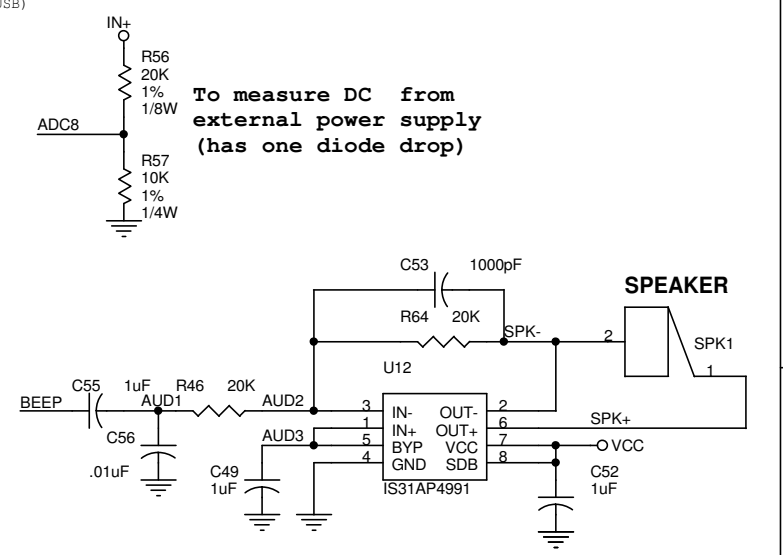 USB)
IN+
R56
20K
1%
1/8W
To measure DC from
external power supply
(has one diode drop)
ADC8
R57
10K
1%
1/4W
C53 1000pF
SPEAKER
R64 20K
SPK-
2
SPK1
U12
1
C55 1uF R46 20K
BEEP AUD1 AUD2
3 IN- OUT- 2
1 IN+ OUT+ 6 SPK+
C56 AUD3
5 BYP VCC 7 VCC
4 GND SDB 8
.01uF
C49
1uF
IS31AP4991
C52
1uF